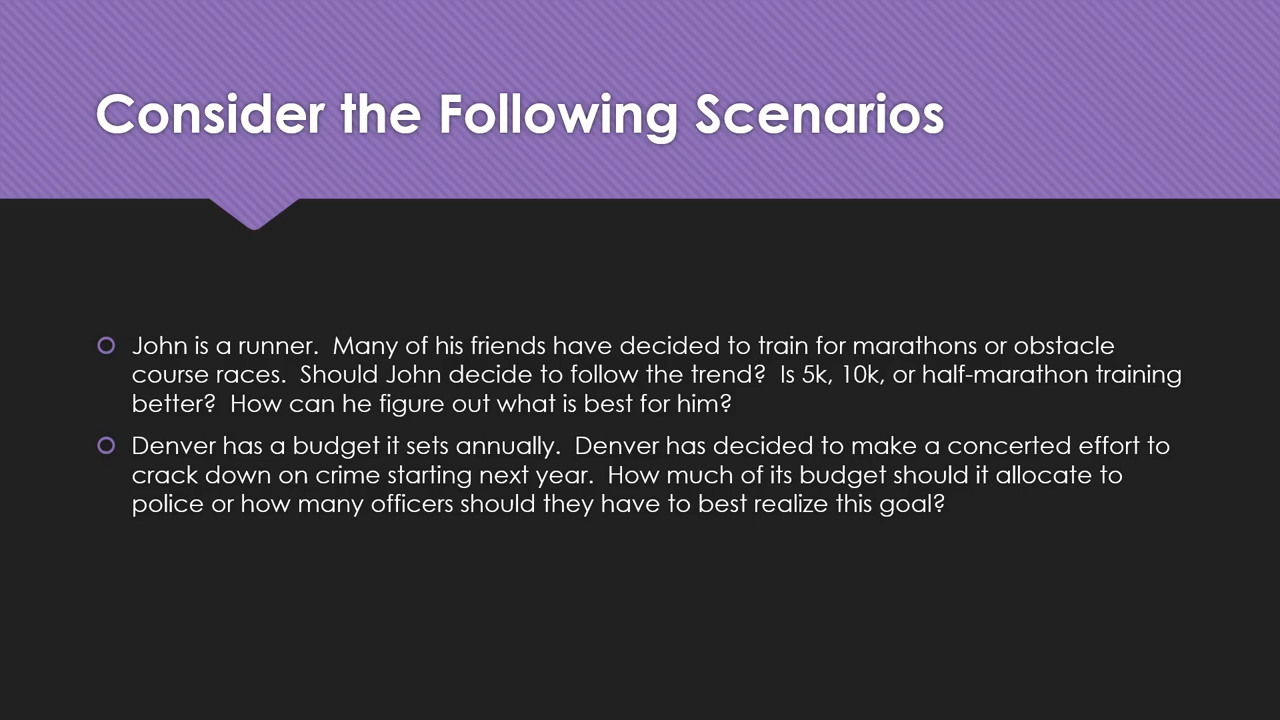 Consider the Following Scenarios
John is a runner.  Many of his friends have decided to train for marathons or obstacle
course races.  Should John decide to follow the trend?  Is 5k, 10k, or half-marathon training
better?  How can he figure out what is best for him?
Denver has a budget it sets annually.  Denver has decided to make a concerted effort to
crack down on crime starting next year.  How much of its budget should it allocate to
police or how many officers should they have to best realize this goal?